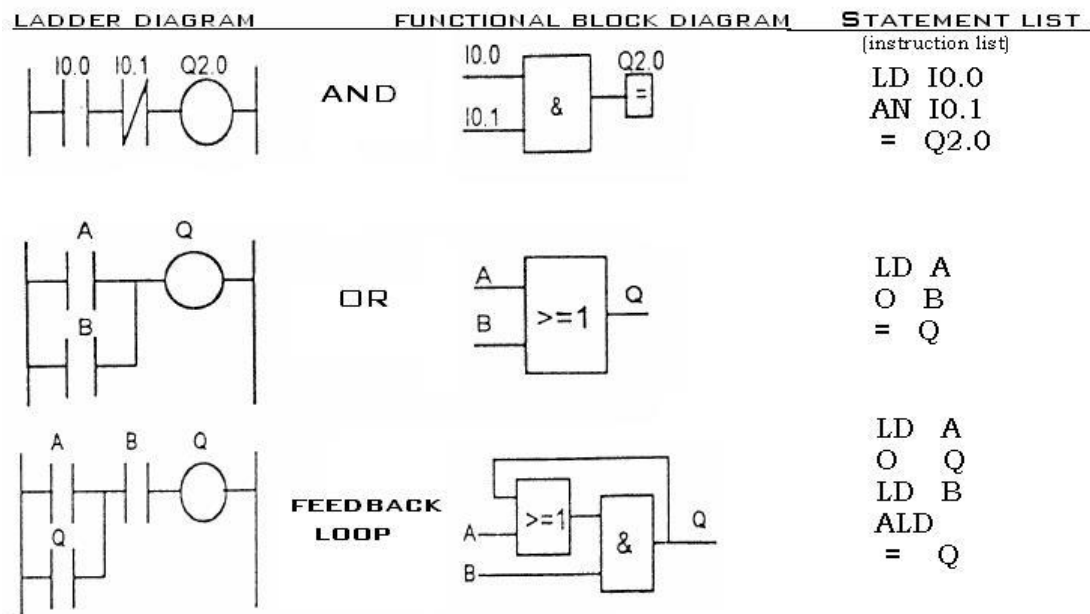 LADDER DIAGRAM FUNCTIONAL BLOCK DIAGRAM STATEMENT LIST
(instruction list)
I0.0 I0.1 Q2.0
AND
I0.0
I0.1
&
Q2.0
=
LD I0.0
AN I0.1
= Q2.0
A Q
B
OR
A
B
>=1
Q
LD A
O B
= Q
A B Q
Q
FEEDBACK
LOOP
A
B
>=1
&
Q
LD A
O Q
LD B
ALD
= Q